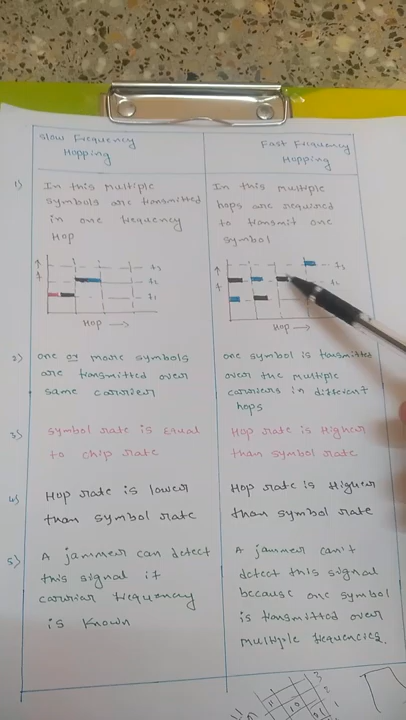 Slow Frequency
Hopping
Fast Frequency
Hopping
1)
In this Multiple
symbols are transmitted
in one frequency
Hop
In this multiple
hops are required
to transmit one
symbol
f
f3
f2
f1
Hop →
f
f3
f1
Hop →
2)
one or more symbols
are transmitted over
same carrier
one symbol is transmitted
over the multiple
carriers in different
hops
3)
symbol rate is Equal
to chip rate
Hop rate is Higher
than symbol rate
4)
Hop rate is lower
than symbol rate
Hop rate is Higher
than symbol rate
5)
A jammer can detect
this signal if
carrier frequency
is known
A jammer can't
detect this signal
because one symbol
is transmitted over
multiple frequencies.